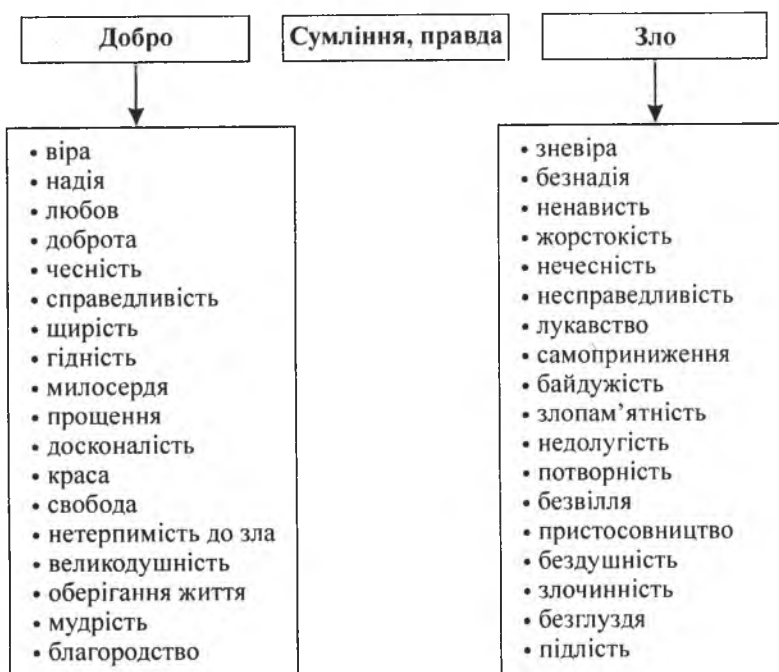 Добро
Сумління, правда
Зло
• віра
• надія
• любов
• доброта
• чесність
• справедливість
• щирість
• гідність
• милосердя
• прощення
• досконалість
• краса
• свобода
• нетерпимість до зла
• великодушність
• оберігання життя
• мудрість
• благородство
• зневіра
• безнадія
• ненависть
• жорстокість
• нечесність
• несправедливість
• лукавство
• самоприниження
• байдужість
• злопам’ятність
• недолугість
• потворність
• безвілля
• пристосовництво
• бездушність
• злочинність
• безглуздя
• підлість